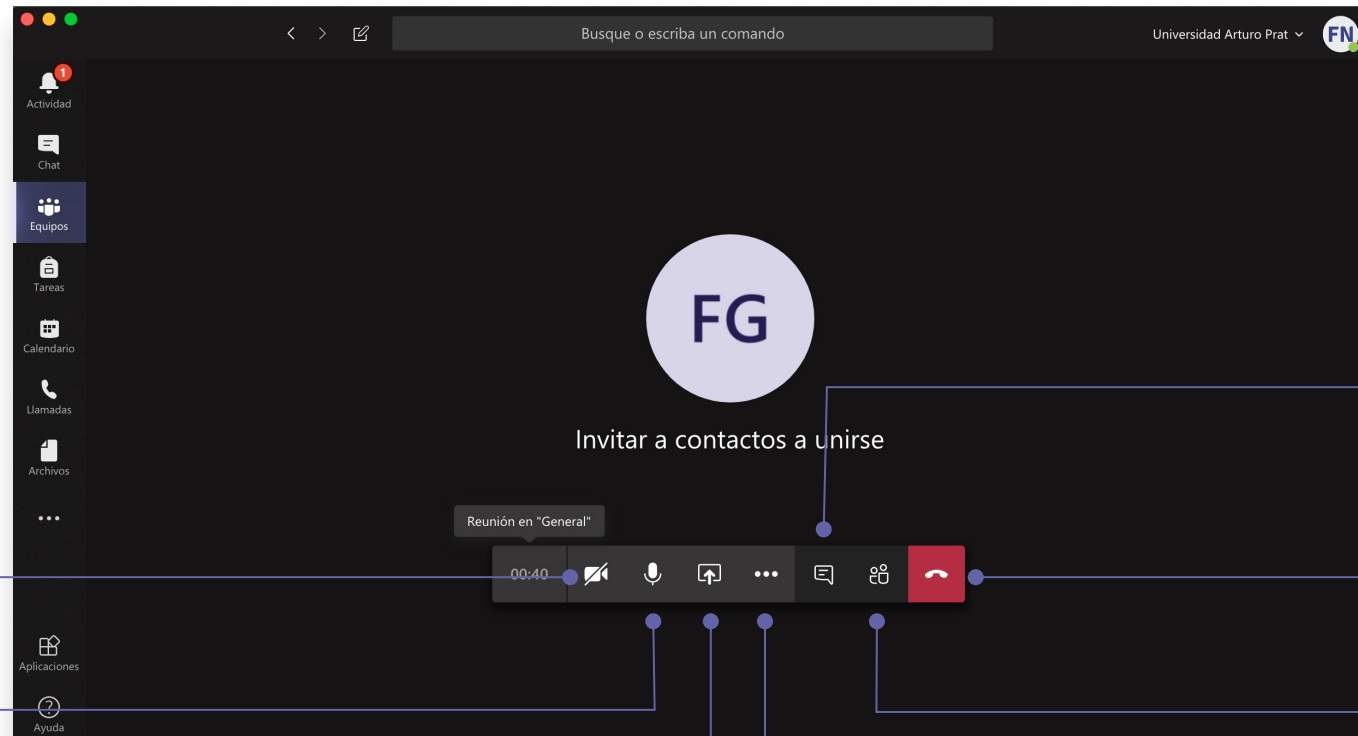 Busque o escriba un comando
Universidad Arturo Prat
FN
1
Actividad
Chat
Equipos
Tareas
Calendario
Llamadas
Archivos
FG
Invitar a contactos a unirse
Reunión en "General"
00:40
Aplicaciones
Ayuda